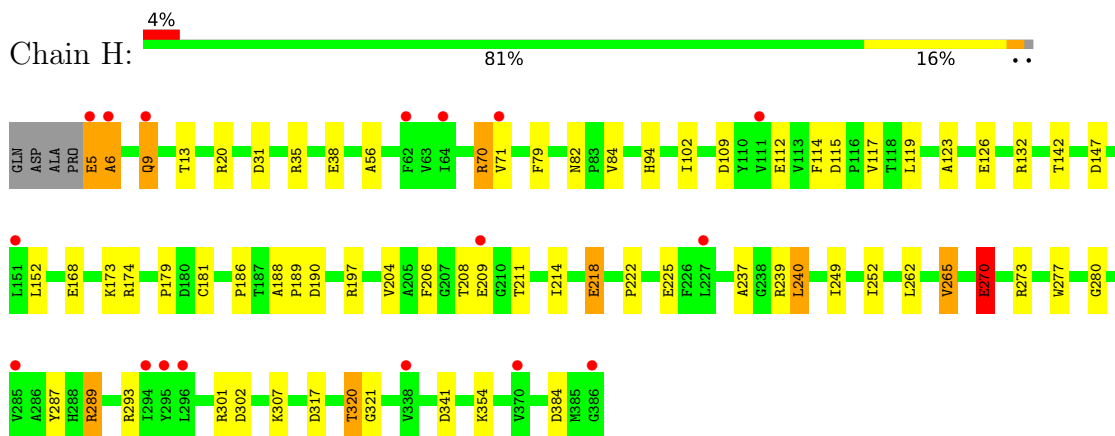 4%
Chain H:
81% 16% • •
GLN ASP ALA PRO E5 A6 Q9 T13 R20 D31 R35 E38 A56 F62 V63 I64 R70 V71 F79 N82 P83 V84 H94 I102 D109 Y110 V111 E112 V113 F114 D115 P116 V117 T118 L119 A123 E126 R132 T142 D147
L151 L152 E168 K173 R174 P179 D180 C181 P186 T187 A188 P189 D190 R197 V204 A205 F206 G207 T208 E209 G210 T211 I214 E218 P222 E225 F226 L227 A237 G238 R239 L240 I249 I252 L262 V265 E270 R273 W277 G280
V285 A286 Y287 H288 R289 R293 I294 Y295 L296 R301 D302 K307 D317 T320 G321 V338 D341 K354 V370 D384 M385 G386